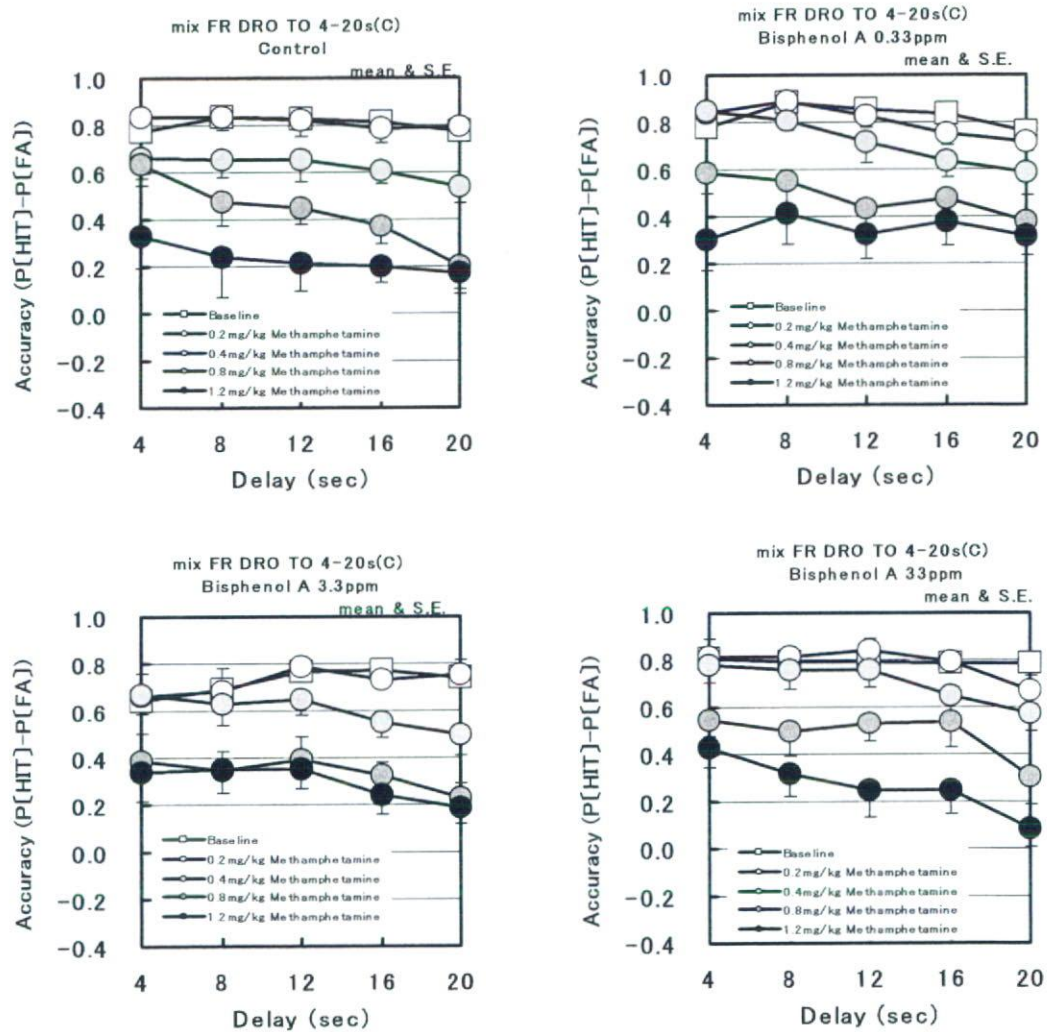 mix FR DRO TO 4-20s(C)
Control
mean & S.E.
Accuracy (P[HIT]-P[FA])
1.0
0.8
0.6
0.4
0.2
0.0
-0.2
-0.4
Baseline
0.2mg/kg Methamphetamine
0.4mg/kg Methamphetamine
0.8mg/kg Methamphetamine
1.2mg/kg Methamphetamine
4 8 12 16 20
Delay (sec)
mix FR DRO TO 4-20s(C)
Bisphenol A 0.33ppm
mean & S.E.
Accuracy (P[HIT]-P[FA])
1.0
0.8
0.6
0.4
0.2
0.0
-0.2
-0.4
Baseline
0.2mg/kg Methamphetamine
0.4mg/kg Methamphetamine
0.8mg/kg Methamphetamine
1.2mg/kg Methamphetamine
4 8 12 16 20
Delay (sec)
mix FR DRO TO 4-20s(C)
Bisphenol A 3.3ppm
mean & S.E.
Accuracy (P[HIT]-P[FA])
1.0
0.8
0.6
0.4
0.2
0.0
-0.2
-0.4
Baseline
0.2mg/kg Methamphetamine
0.4mg/kg Methamphetamine
0.8mg/kg Methamphetamine
1.2mg/kg Methamphetamine
4 8 12 16 20
Delay (sec)
mix FR DRO TO 4-20s(C)
Bisphenol A 33ppm
mean & S.E.
Accuracy (P[HIT]-P[FA])
1.0
0.8
0.6
0.4
0.2
0.0
-0.2
-0.4
Baseline
0.2mg/kg Methamphetamine
0.4mg/kg Methamphetamine
0.8mg/kg Methamphetamine
1.2mg/kg Methamphetamine
4 8 12 16 20
Delay (sec)